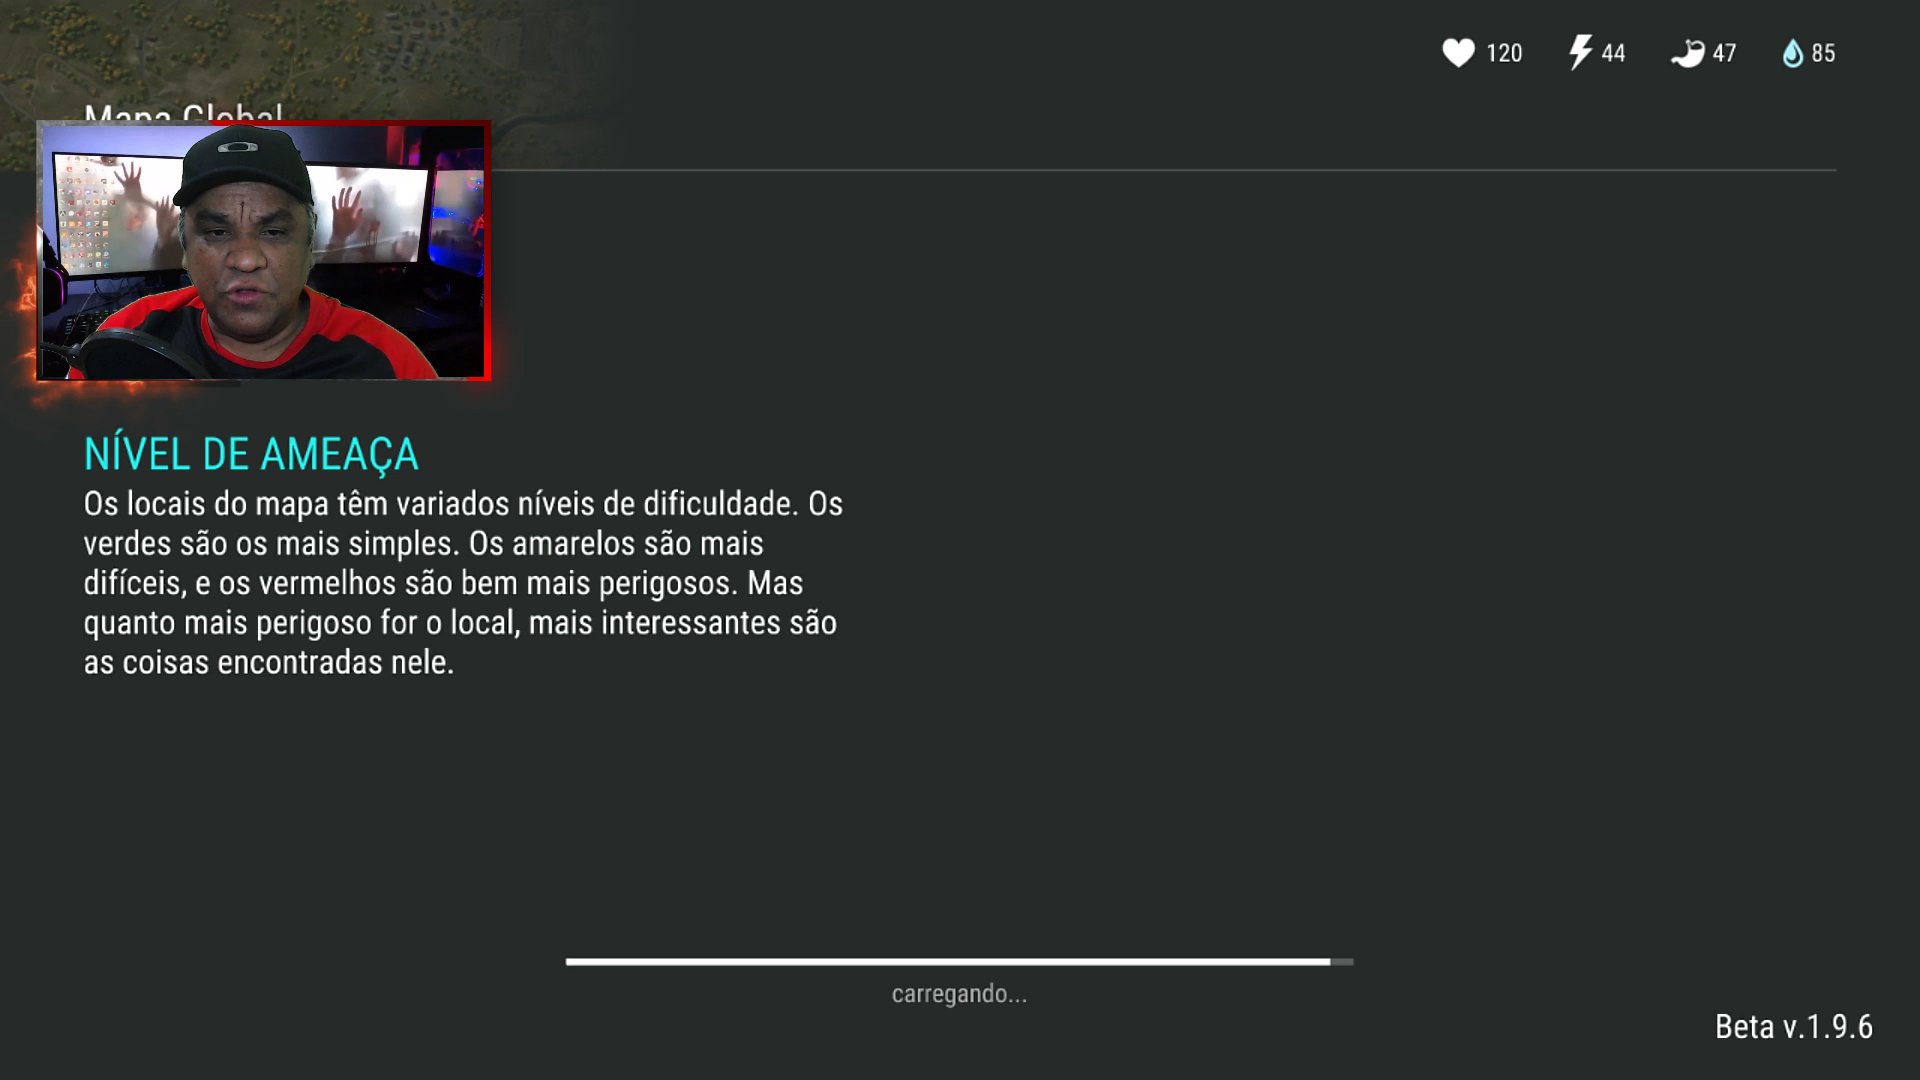 120 44 47 85
Mapa Global
NÍVEL DE AMEAÇA
Os locais do mapa têm variados níveis de dificuldade. Os
verdes são os mais simples. Os amarelos são mais
difíceis, e os vermelhos são bem mais perigosos. Mas
quanto mais perigoso for o local, mais interessantes são
as coisas encontradas nele.
carregando...
Beta v.1.9.6